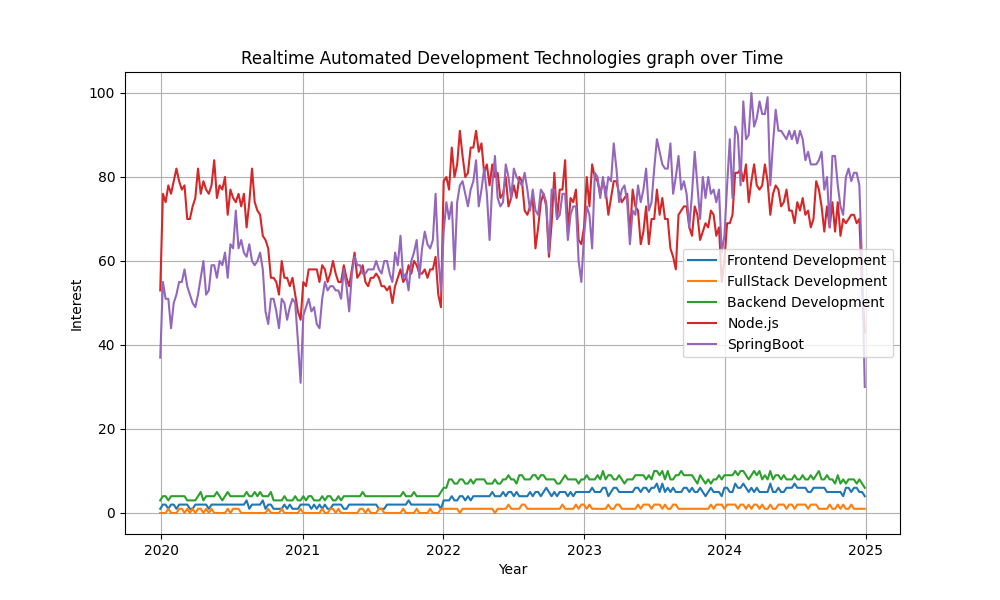 Realtime Automated Development Technologies graph over Time
100
80
60
40
20
0
Interest
Frontend Development
FullStack Development
Backend Development
Node.js
SpringBoot
2020
2021
2022
2023
2024
2025
Year